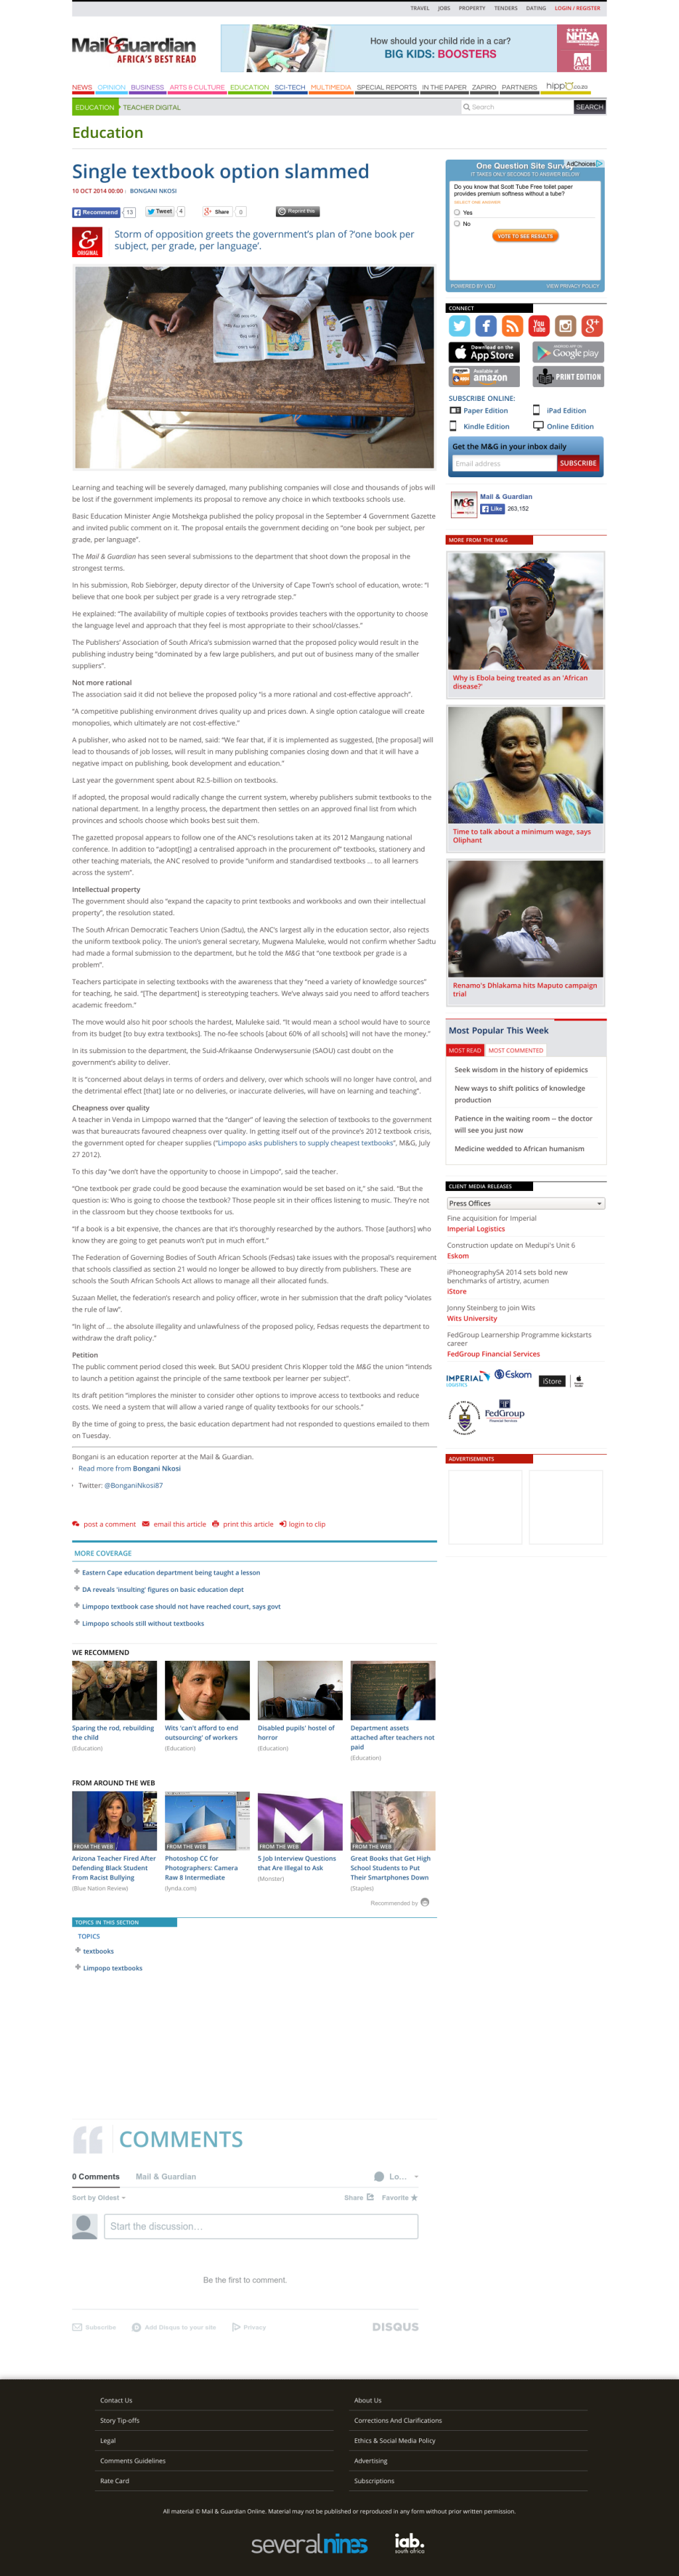 TRAVEL JOBS PROPERTY TENDERS DATING LOGIN / REGISTER
Mail&Guardian
AFRICA'S BEST READ
How should your child ride in a car?
BIG KIDS: BOOSTERS
NHTSA
Ad
COUNCIL
NEWS OPINION BUSINESS ARTS & CULTURE EDUCATION SCI-TECH MULTIMEDIA SPECIAL REPORTS IN THE PAPER ZAPIRO PARTNERS hippo.co.za
EDUCATION TEACHER DIGITAL
Search SEARCH
Education
Single textbook option slammed
10 OCT 2014 00:00 - BONGANI NKOSI
Recommend 13 Tweet 4 Share 0 Reprint this
&
ORIGINAL
Storm of opposition greets the government's plan of ?'one book per
subject, per grade, per language'.
Learning and teaching will be severely damaged, many publishing companies will close and thousands of jobs will
be lost if the government implements its proposal to remove any choice in which textbooks schools use.
Basic Education Minister Angie Motshekga published the policy proposal in the September 4 Government Gazette
and invited public comment on it. The proposal entails the government deciding on "one book per subject, per
grade, per language".
The Mail & Guardian has seen several submissions to the department that shoot down the proposal in the
strongest terms.
In his submission, Rob Siebörger, deputy director of the University of Cape Town's school of education, wrote: "I
believe that one book per subject per grade is a very retrograde step."
He explained: "The availability of multiple copies of textbooks provides teachers with the opportunity to choose
the language level and approach that they feel is most appropriate to their school/classes."
The Publishers' Association of South Africa's submission warned that the proposed policy would result in the
publishing industry being "dominated by a few large publishers, and put out of business many of the smaller
suppliers".
Not more rational
The association said it did not believe the proposed policy "is a more rational and cost-effective approach".
"A competitive publishing environment drives quality up and prices down. A single option catalogue will create
monopolies, which ultimately are not cost-effective."
A publisher, who asked not to be named, said: "We fear that, if it is implemented as suggested, [the proposal] will
lead to thousands of job losses, will result in many publishing companies closing down and that it will have a
negative impact on publishing, book development and education."
Last year the government spent about R2.5-billion on textbooks.
If adopted, the proposal would radically change the current system, whereby publishers submit textbooks to the
national department. In a lengthy process, the department then settles on an approved final list from which
provinces and schools choose which books best suit them.
The gazetted proposal appears to follow one of the ANC's resolutions taken at its 2012 Mangaung national
conference. In addition to "adopt[ing] a centralised approach in the procurement of" textbooks, stationery and
other teaching materials, the ANC resolved to provide "uniform and standardised textbooks ... to all learners
across the system".
Intellectual property
The government should also "expand the capacity to print textbooks and workbooks and own their intellectual
property", the resolution stated.
The South African Democratic Teachers Union (Sadtu), the ANC's largest ally in the education sector, also rejects
the uniform textbook policy. The union's general secretary, Mugwena Maluleke, would not confirm whether Sadtu
had made a formal submission to the department, but he told the M&G that "one textbook per grade is a
problem".
Teachers participate in selecting textbooks with the awareness that they "need a variety of knowledge sources"
for teaching, he said. "[The department] is stereotyping teachers. We've always said you need to afford teachers
academic freedom."
The move would also hit poor schools the hardest, Maluleke said. "It would mean a school would have to source
from its budget [to buy extra textbooks]. The no-fee schools [about 60% of all schools] will not have the money."
In its submission to the department, the Suid-Afrikaanse Onderwysersunie (SAOU) cast doubt on the
government's ability to deliver.
It is "concerned about delays in terms of orders and delivery, over which schools will no longer have control, and
the detrimental effect [that] late or no deliveries, or inaccurate deliveries, will have on learning and teaching".
Cheapness over quality
A teacher in Venda in Limpopo warned that the "danger" of leaving the selection of textbooks to the government
was that bureaucrats favoured cheapness over quality. In getting itself out of the province's 2012 textbook crisis,
the government opted for cheaper supplies ("Limpopo asks publishers to supply cheapest textbooks", M&G, July
27 2012).
To this day "we don't have the opportunity to choose in Limpopo", said the teacher.
"One textbook per grade could be good because the examination would be set based on it," she said. "But the
question is: Who is going to choose the textbook? Those people sit in their offices listening to music. They're not
in the classroom but they choose textbooks for us.
"If a book is a bit expensive, the chances are that it's thoroughly researched by the authors. Those [authors] who
know they are going to get peanuts won't put in much effort."
The Federation of Governing Bodies of South African Schools (Fedsas) take issues with the policy's requirement
that schools classified as section 21 would no longer be allowed to buy directly from publishers. These are
schools the South African Schools Act allows to manage all their allocated funds.
Suzaan Mellet, the federation's research and policy officer, wrote in her submission that the draft policy "violates
the rule of law".
"In light of ... the absolute illegality and unlawfulness of the proposed policy, Fedsas requests the department to
withdraw the draft policy."
Petition
The public comment period closed this week. But SAOU president Chris Klopper told the M&G the union "intends
to launch a petition against the principle of the same textbook per learner per subject".
Its draft petition "implores the minister to consider other options to improve access to textbooks and reduce
costs. We need a system that will allow a varied range of quality textbooks for our schools."
By the time of going to press, the basic education department had not responded to questions emailed to them
on Tuesday.
Bongani is an education reporter at the Mail & Guardian.
Read more from Bongani Nkosi
Twitter: @BonganiNkosi87
post a comment email this article print this article login to clip
MORE COVERAGE
Eastern Cape education department being taught a lesson
DA reveals 'insulting' figures on basic education dept
Limpopo textbook case should not have reached court, says govt
Limpopo schools still without textbooks
WE RECOMMEND
Sparing the rod, rebuilding
the child
(Education)
Wits 'can't afford to end
outsourcing' of workers
(Education)
Disabled pupils' hostel of
horror
(Education)
Department assets
attached after teachers not
paid
(Education)
FROM AROUND THE WEB
FROM THE WEB
Arizona Teacher Fired After
Defending Black Student
From Racist Bullying
(Blue Nation Review)
FROM THE WEB
Photoshop CC for
Photographers: Camera
Raw 8 Intermediate
(lynda.com)
FROM THE WEB
5 Job Interview Questions
that Are Illegal to Ask
(Monster)
FROM THE WEB
Great Books that Get High
School Students to Put
Their Smartphones Down
(Staples)
Recommended by
TOPICS IN THIS SECTION
TOPICS
textbooks
Limpopo textbooks
COMMENTS
0 Comments Mail & Guardian Lo...
Sort by Oldest Share Favorite
Start the discussion...
Be the first to comment.
Subscribe Add Disqus to your site Privacy DISQUS
One Question Site Survey
AdChoices
IT TAKES ONLY SECONDS TO ANSWER BELOW
Do you know that Scott Tube Free toilet paper
provides premium softness without a tube?
SELECT ONE ANSWER
Yes
No
VOTE TO SEE RESULTS
POWERED BY VIZU VIEW PRIVACY POLICY
CONNECT
You
Tube
Download on the
App Store
Google play
Available at
amazon
PRINT EDITION
SUBSCRIBE ONLINE:
Paper Edition iPad Edition
Kindle Edition Online Edition
Get the M&G in your inbox daily
Email address SUBSCRIBE
M&G
Mail & Guardian
Like 263,152
MORE FROM THE M&G
Why is Ebola being treated as an 'African
disease?'
Time to talk about a minimum wage, says
Oliphant
Renamo's Dhlakama hits Maputo campaign
trial
Most Popular This Week
MOST READ MOST COMMENTED
Seek wisdom in the history of epidemics
New ways to shift politics of knowledge
production
Patience in the waiting room -- the doctor
will see you just now
Medicine wedded to African humanism
CLIENT MEDIA RELEASES
Press Offices
Fine acquisition for Imperial
Imperial Logistics
Construction update on Medupi's Unit 6
Eskom
iPhoneographySA 2014 sets bold new
benchmarks of artistry, acumen
iStore
Jonny Steinberg to join Wits
Wits University
FedGroup Learnership Programme kickstarts
career
FedGroup Financial Services
IMPERIAL
LOGISTICS
Eskom
iStore
FedGroup
Financial Services
ADVERTISEMENTS
Contact Us
Story Tip-offs
Legal
Comments Guidelines
Rate Card
About Us
Corrections And Clarifications
Ethics & Social Media Policy
Advertising
Subscriptions
All material © Mail & Guardian Online. Material may not be published or reproduced in any form without prior written permission.
severalnines
iab.
south africa